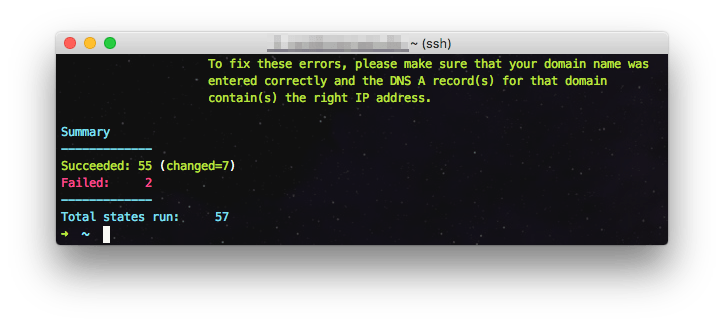 ~ (ssh)
To fix these errors, please make sure that your domain name was
entered correctly and the DNS A record(s) for that domain
contain(s) the right IP address.
Summary
-------------
Succeeded: 55 (changed=7)
Failed:     2
-------------
Total states run:     57
➜  ~